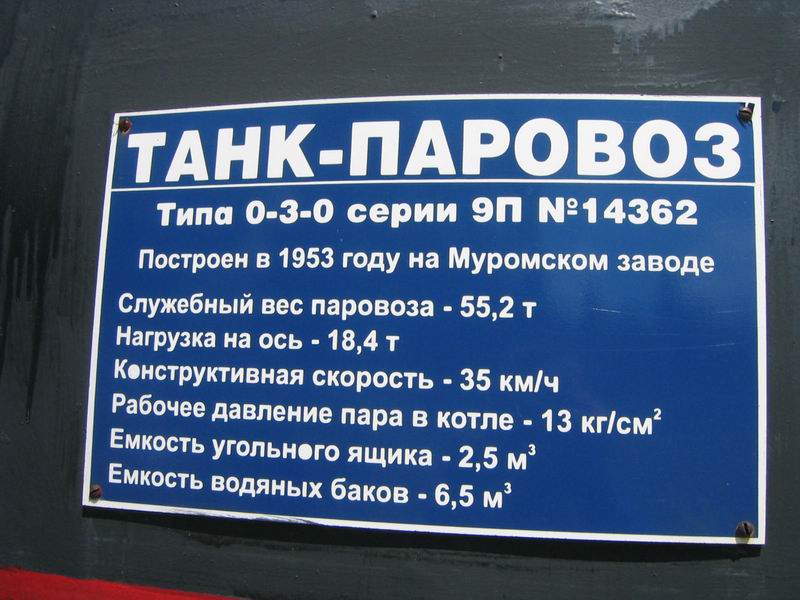 ТАНК-ПАРОВОЗ
Типа 0-3-0 серии 9П №14362
Построен в 1953 году на Муромском заводе
Служебный вес паровоза - 55,2 т
Нагрузка на ось - 18,4 т
Конструктивная скорость - 35 км/ч
Рабочее давление пара в котле - 13 кг/см²
Емкость угольного ящика - 2,5 м³
Емкость водяных баков - 6,5 м³